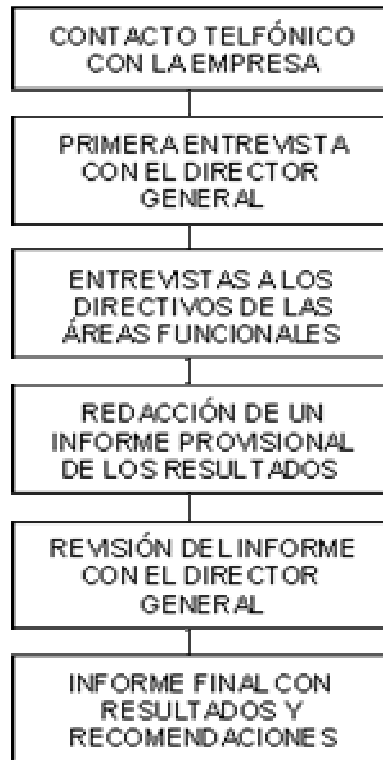 CONTACTO TELFÓNICO
CON LA EMPRESA
PRIMERA ENTREVISTA
CON EL DIRECTOR
GENERAL
ENTREVISTAS A LOS
DIRECTIVOS DE LAS
ÁREAS FUNCIONALES
REDACCIÓN DE UN
INFORME PROVISIONAL
DE LOS RESULTADOS
REVISIÓN DEL INFORME
CON EL DIRECTOR
GENERAL
INFORME FINAL CON
RESULTADOS Y
RECOMENDACIONES